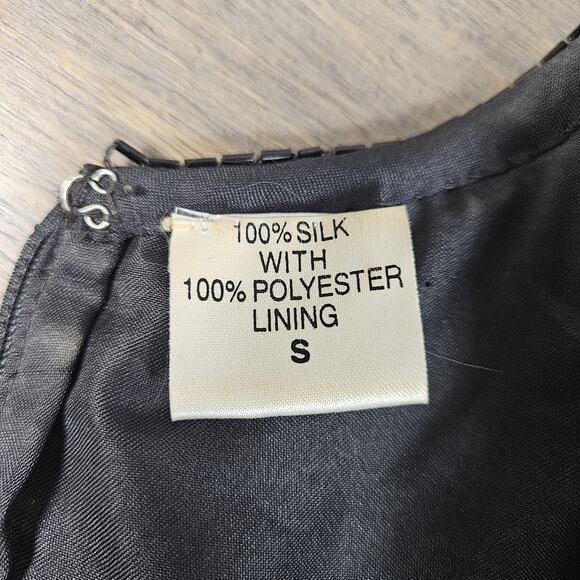 100% SILK
WITH
100% POLYESTER
LINING
S